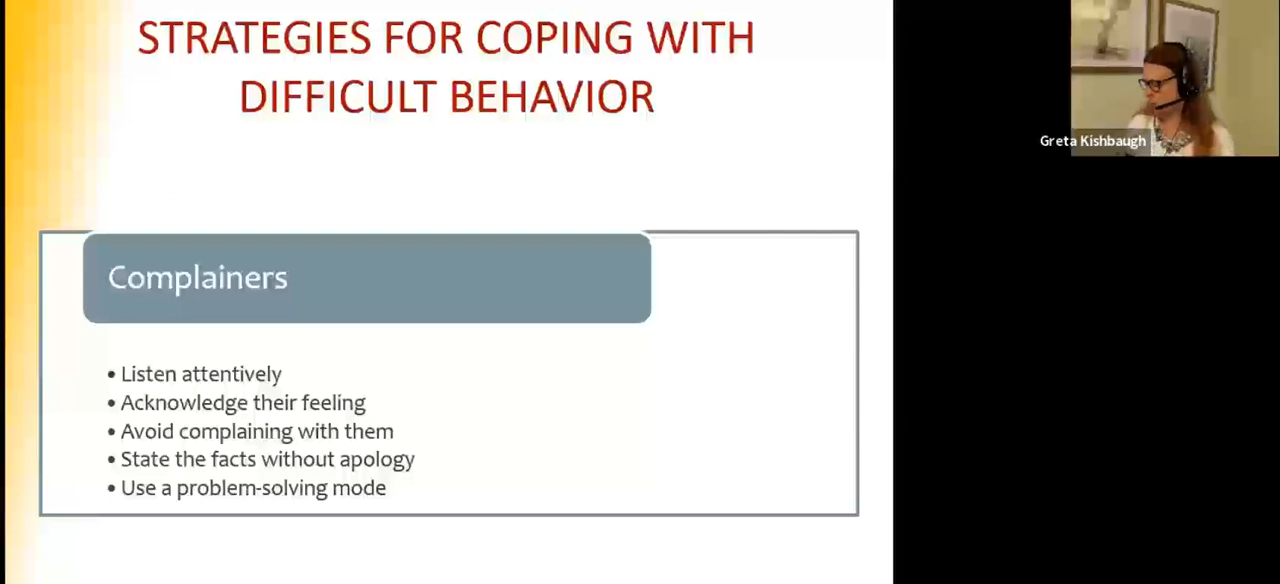 STRATEGIES FOR COPING WITH
DIFFICULT BEHAVIOR
Greta Kishbaugh
Complainers
• Listen attentively
• Acknowledge their feeling
• Avoid complaining with them
• State the facts without apology
• Use a problem-solving mode